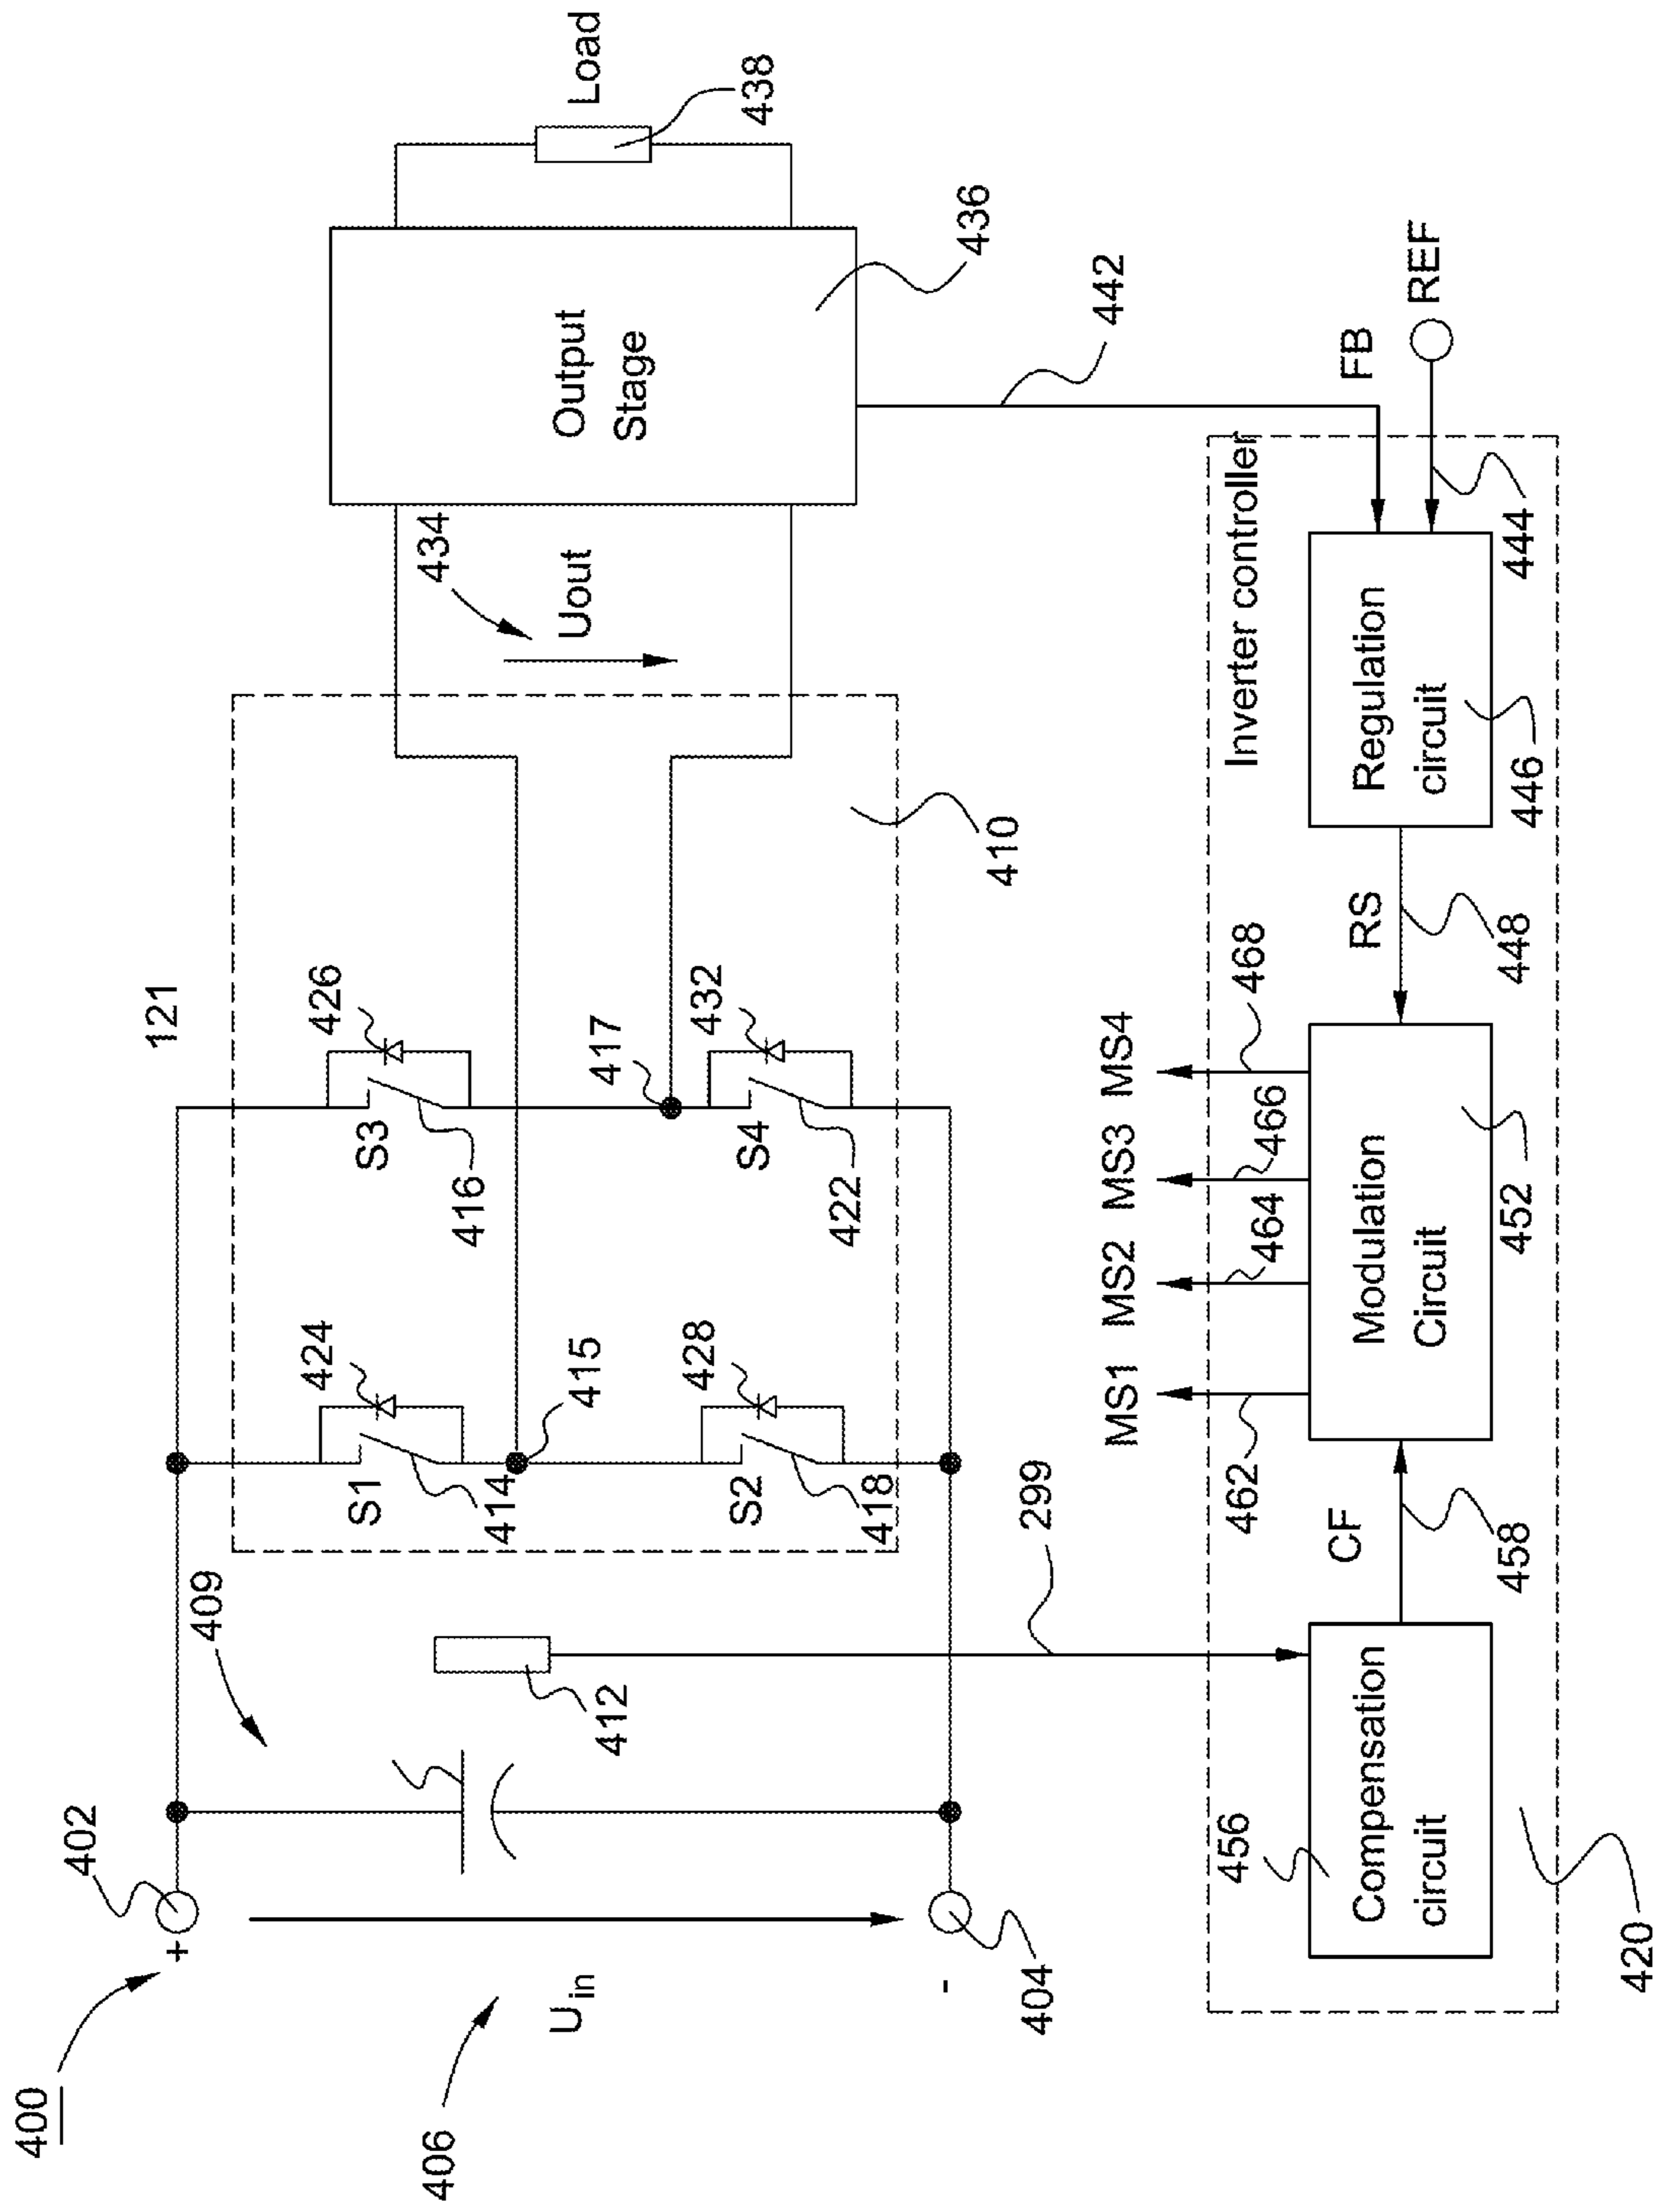 400
406
U_in
+
402
-
404
409
412
299
121
S1
414
424
415
S2
418
428
S3
416
426
417
S4
422
432
410
434
Uout
Output
Stage
436
Load
438
442
FB
REF
444
Inverter controller
Regulation
circuit
446
RS
448
MS1
MS2
MS3
MS4
462
464
466
468
Modulation
Circuit
452
CF
458
456
Compensation
circuit
420